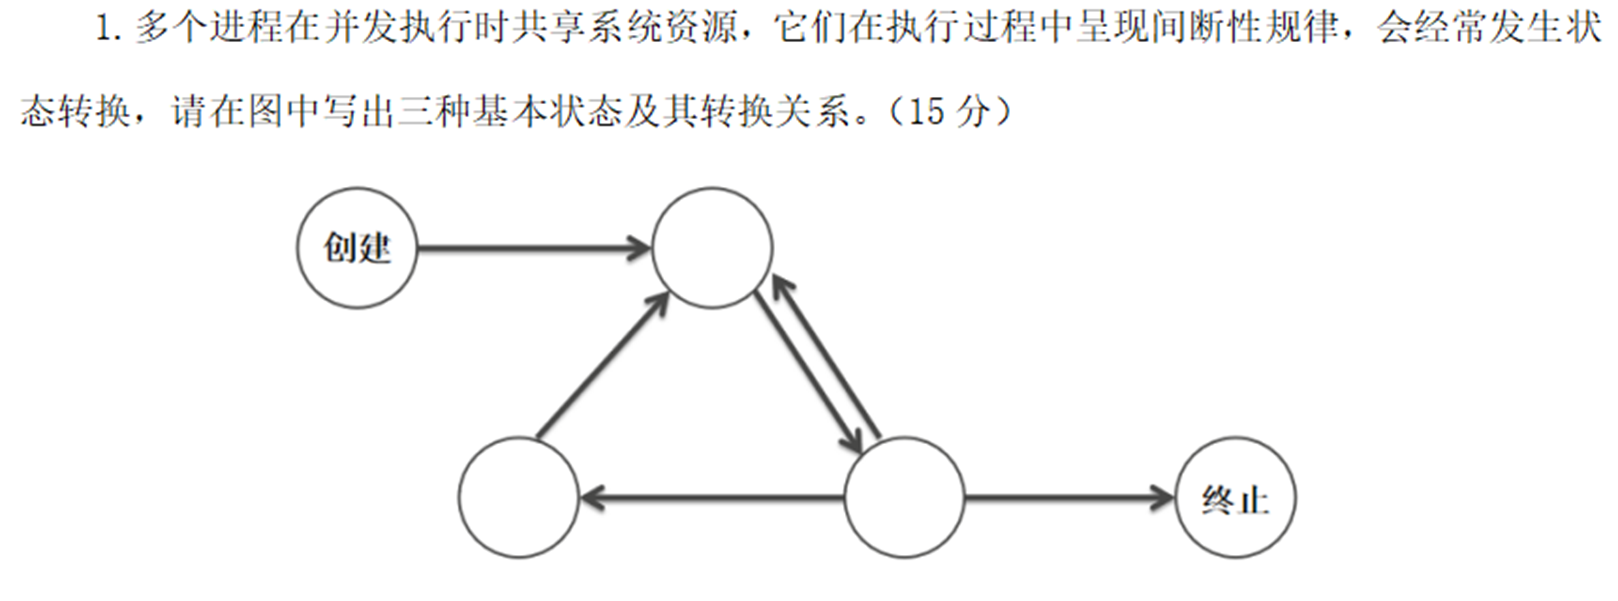 1. 多个进程在并发执行时共享系统资源，它们在执行过程中呈现间断性规律，会经常发生状
态转换，请在图中写出三种基本状态及其转换关系。（15 分）
创建
终止